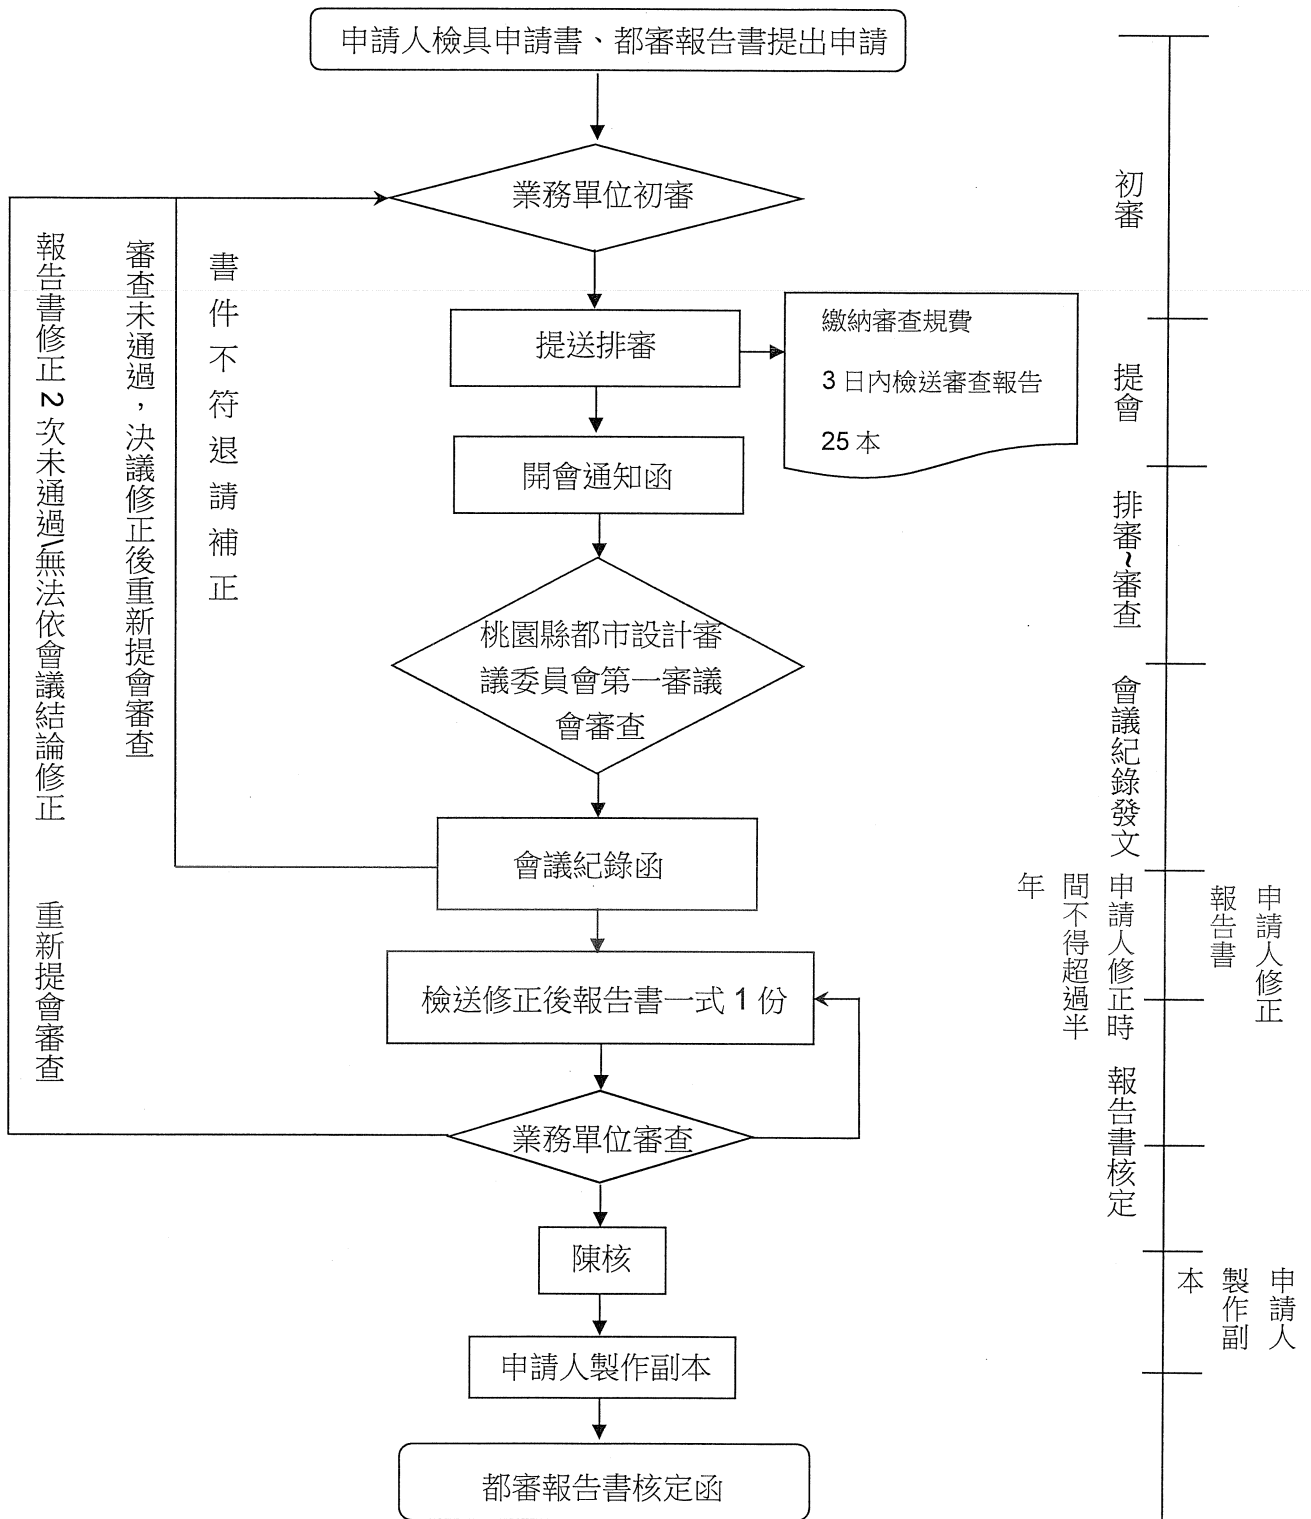 申請人檢具申請書、都審報告書提出申請
業務單位初審
提送排審
繳納審查規費
3 日內檢送審查報告
25 本
開會通知函
桃園縣都市設計審
議委員會第一審議
會審查
會議紀錄函
檢送修正後報告書一式 1 份
業務單位審查
陳核
申請人製作副本
都審報告書核定函
書件不符退請補正
審查未通過，決議修正後重新提會審查
報告書修正 2 次未通過\無法依會議結論修正
重新提會審查
初審
提會
排審~審查
會議紀錄發文
申請人修正時
間不得超過半
年
申請人修正
報告書
報告書核定
申請人
製作副
本